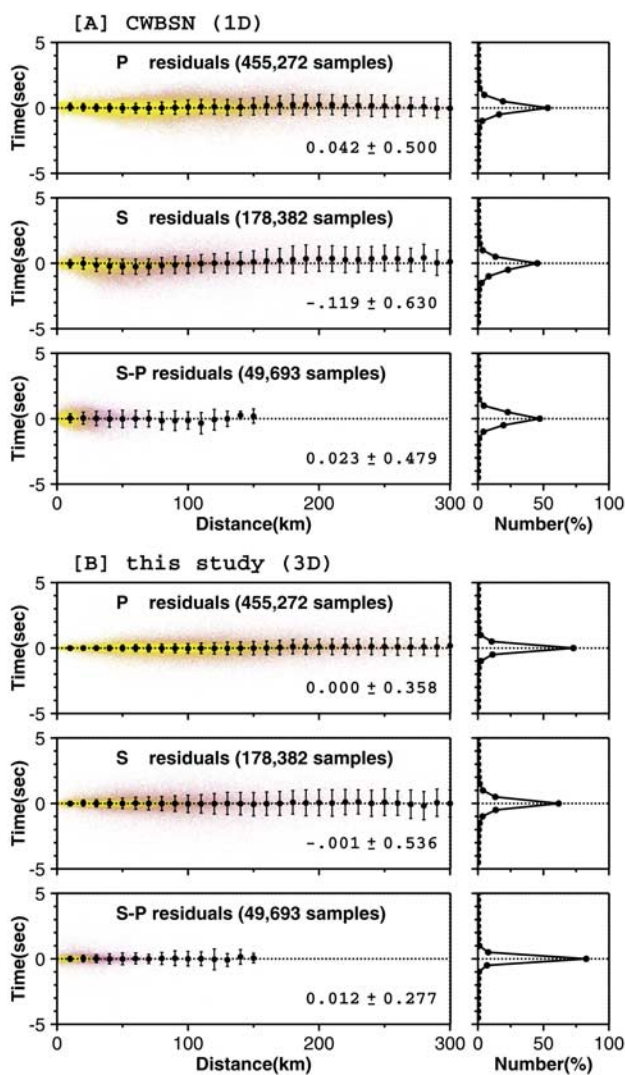 [A] CWBSN (1D)
Time(sec)
5
0
-5
P residuals (455,272 samples)
0.042 ± 0.500
Time(sec)
5
0
-5
S residuals (178,382 samples)
-.119 ± 0.630
Time(sec)
5
0
-5
S-P residuals (49,693 samples)
0.023 ± 0.479
0 100 200 300
Distance(km)
0 50 100
Number(%)
[B] this study (3D)
Time(sec)
5
0
-5
P residuals (455,272 samples)
0.000 ± 0.358
Time(sec)
5
0
-5
S residuals (178,382 samples)
-.001 ± 0.536
Time(sec)
5
0
-5
S-P residuals (49,693 samples)
0.012 ± 0.277
0 100 200 300
Distance(km)
0 50 100
Number(%)